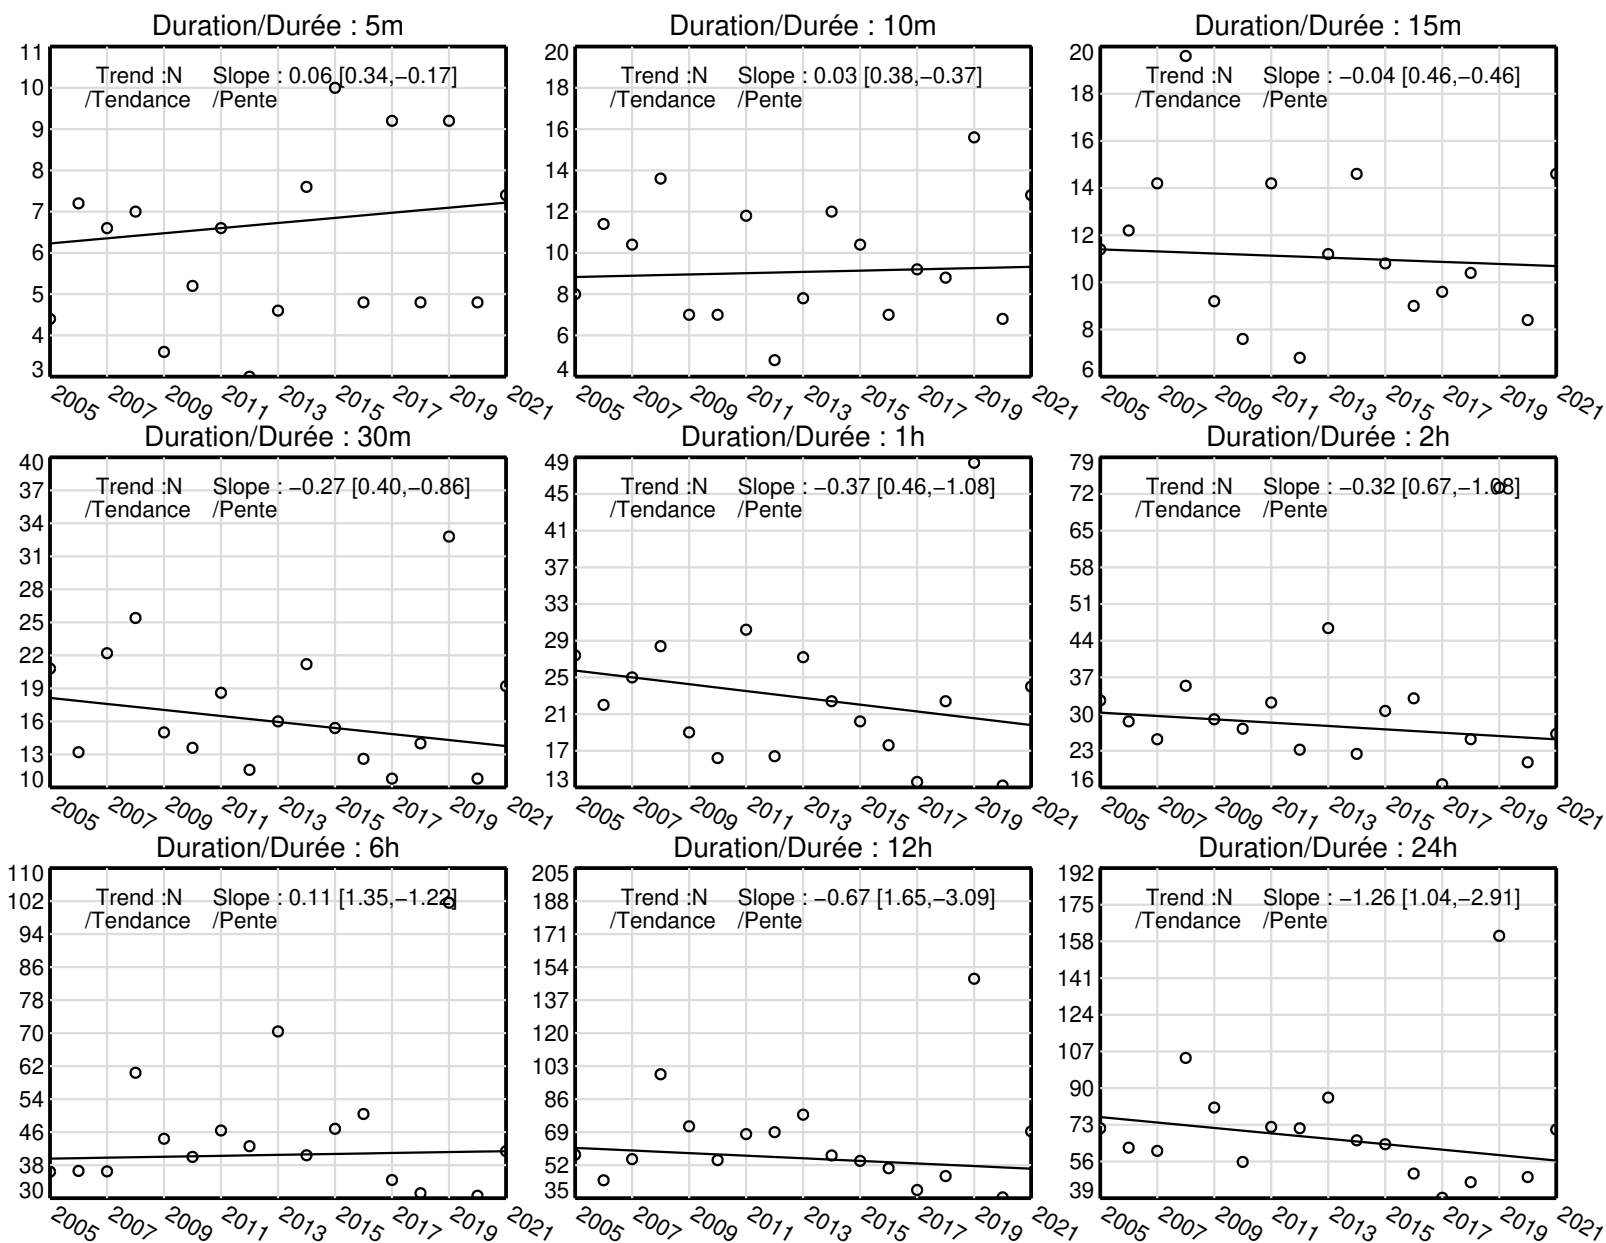 Duration/Durée : 5m
Trend :N Slope : 0.06 [0.34,−0.17]
/Tendance /Pente
11
10
9
8
7
6
5
4
3
2005 2007 2009 2011 2013 2015 2017 2019 2021
Duration/Durée : 10m
Trend :N Slope : 0.03 [0.38,−0.37]
/Tendance /Pente
20
18
16
14
12
10
8
6
4
2005 2007 2009 2011 2013 2015 2017 2019 2021
Duration/Durée : 15m
Trend :N Slope : −0.04 [0.46,−0.46]
/Tendance /Pente
20
18
16
14
12
10
8
6
2005 2007 2009 2011 2013 2015 2017 2019 2021
Duration/Durée : 30m
Trend :N Slope : −0.27 [0.40,−0.86]
/Tendance /Pente
40
37
34
31
28
25
22
19
16
13
10
2005 2007 2009 2011 2013 2015 2017 2019 2021
Duration/Durée : 1h
Trend :N Slope : −0.37 [0.46,−1.08]
/Tendance /Pente
49
45
41
37
33
29
25
21
17
13
2005 2007 2009 2011 2013 2015 2017 2019 2021
Duration/Durée : 2h
Trend :N Slope : −0.32 [0.67,−1.08]
/Tendance /Pente
79
72
65
58
51
44
37
30
23
16
2005 2007 2009 2011 2013 2015 2017 2019 2021
Duration/Durée : 6h
Trend :N Slope : 0.11 [1.35,−1.22]
/Tendance /Pente
110
102
94
86
78
70
62
54
46
38
30
2005 2007 2009 2011 2013 2015 2017 2019 2021
Duration/Durée : 12h
Trend :N Slope : −0.67 [1.65,−3.09]
/Tendance /Pente
205
188
171
154
137
120
103
86
69
52
35
2005 2007 2009 2011 2013 2015 2017 2019 2021
Duration/Durée : 24h
Trend :N Slope : −1.26 [1.04,−2.91]
/Tendance /Pente
192
175
158
141
124
107
90
73
56
39
2005 2007 2009 2011 2013 2015 2017 2019 2021